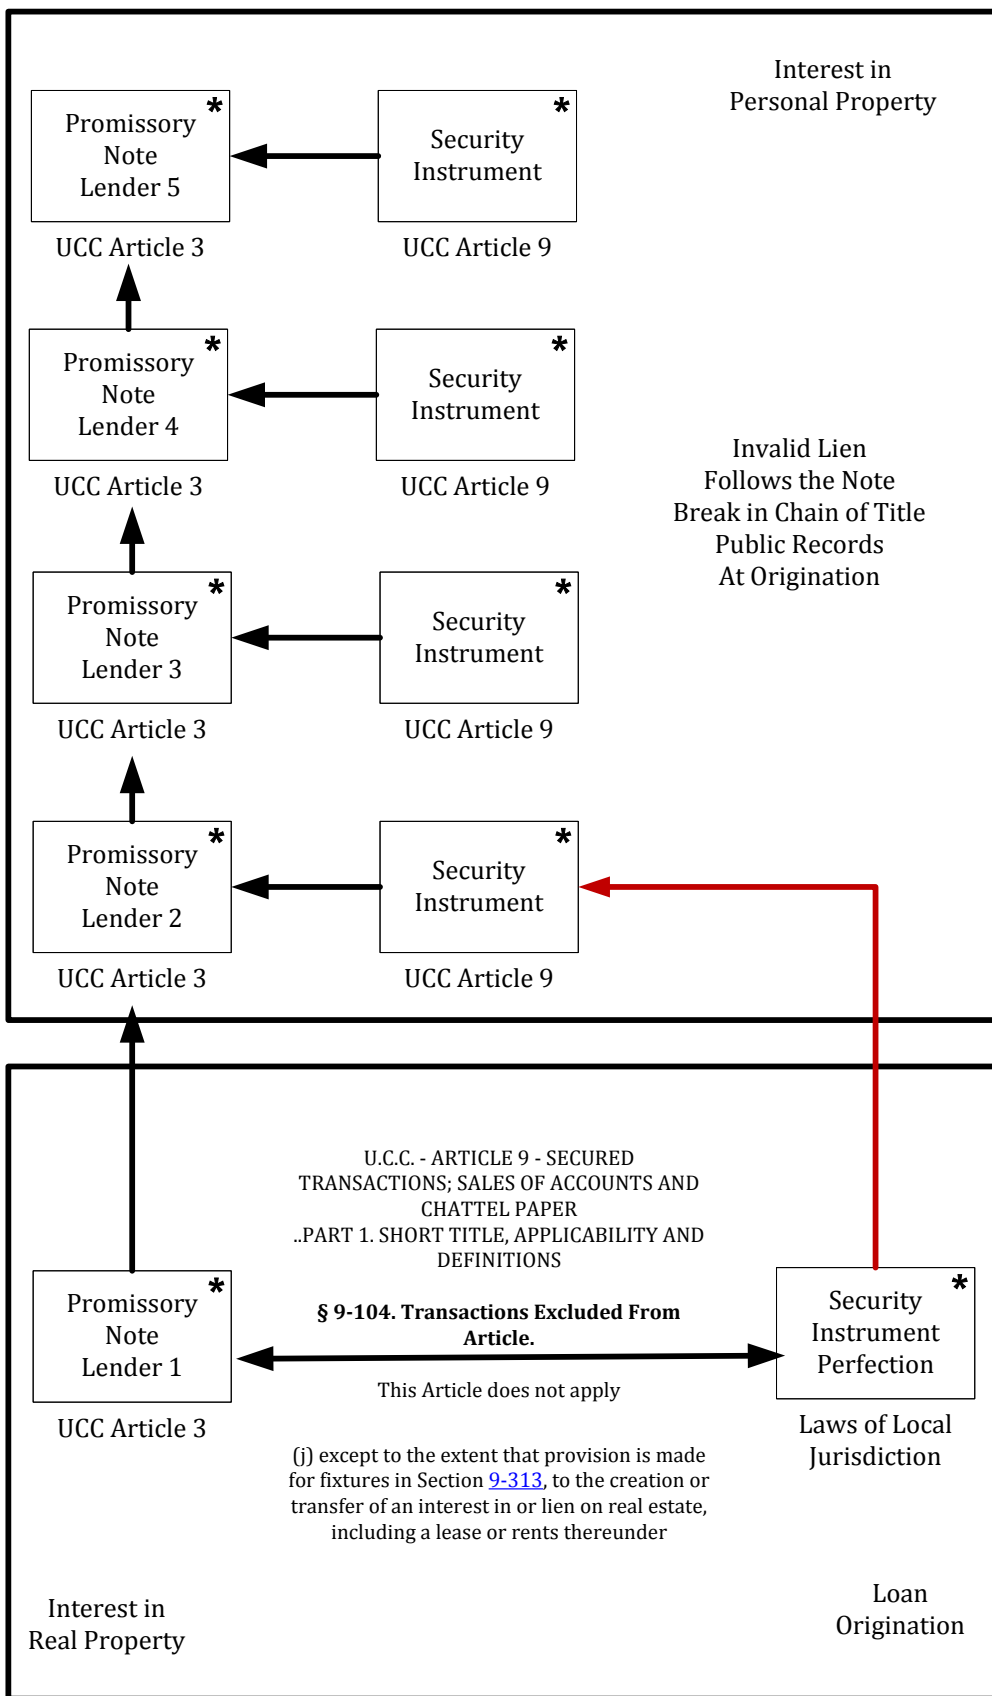 Interest in
Personal Property
*
Promissory
Note
Lender 5
UCC Article 3
*
Security
Instrument
UCC Article 9
*
Promissory
Note
Lender 4
UCC Article 3
*
Security
Instrument
UCC Article 9
Invalid Lien
Follows the Note
Break in Chain of Title
Public Records
At Origination
*
Promissory
Note
Lender 3
UCC Article 3
*
Security
Instrument
UCC Article 9
*
Promissory
Note
Lender 2
UCC Article 3
*
Security
Instrument
UCC Article 9
U.C.C. - ARTICLE 9 - SECURED
TRANSACTIONS; SALES OF ACCOUNTS AND
CHATTEL PAPER
..PART 1. SHORT TITLE, APPLICABILITY AND
DEFINITIONS
§ 9-104. Transactions Excluded From
Article.
This Article does not apply
(j) except to the extent that provision is made
for fixtures in Section 9-313, to the creation or
transfer of an interest in or lien on real estate,
including a lease or rents thereunder
*
Promissory
Note
Lender 1
UCC Article 3
*
Security
Instrument
Perfection
Laws of Local
Jurisdiction
Interest in
Real Property
Loan
Origination